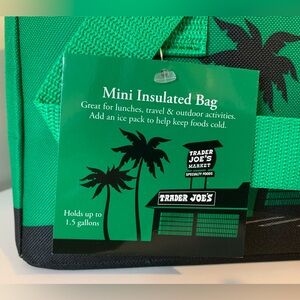 Mini Insulated Bag
Great for lunches, travel & outdoor activities.
Add an ice pack to help keep foods cold.
TRADER
JOE'S
MARKET
SPECIALTY FOODS
TRADER JOE'S
Holds up to
1.5 gallons